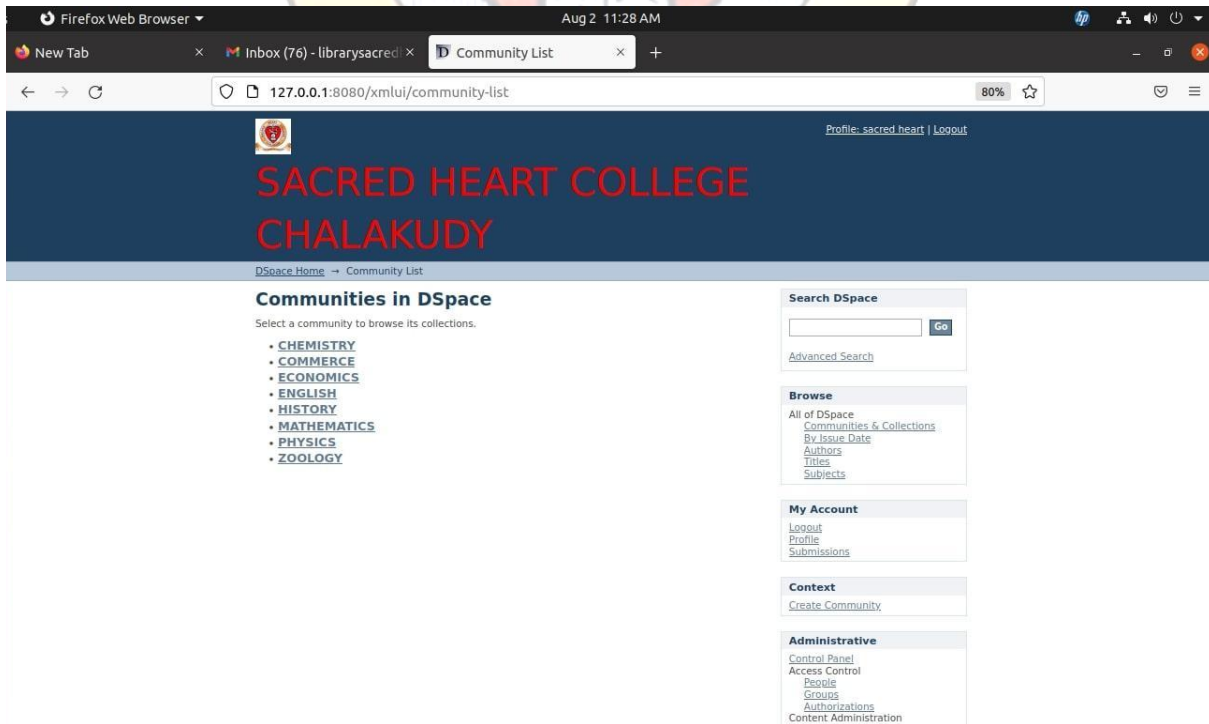 Firefox Web Browser
Aug 2 11:28 AM
hp
New Tab
Inbox (76) - librarysacred
Community List
127.0.0.1:8080/xmlui/community-list
80%
Profile: sacred heart | Logout
SACRED HEART COLLEGE
CHALAKUDY
DSpace Home → Community List
Communities in DSpace
Select a community to browse its collections.
• CHEMISTRY
• COMMERCE
• ECONOMICS
• ENGLISH
• HISTORY
• MATHEMATICS
• PHYSICS
• ZOOLOGY
Search DSpace
Go
Advanced Search
Browse
All of DSpace
Communities & Collections
By Issue Date
Authors
Titles
Subjects
My Account
Logout
Profile
Submissions
Context
Create Community
Administrative
Control Panel
Access Control
People
Groups
Authorizations
Content Administration